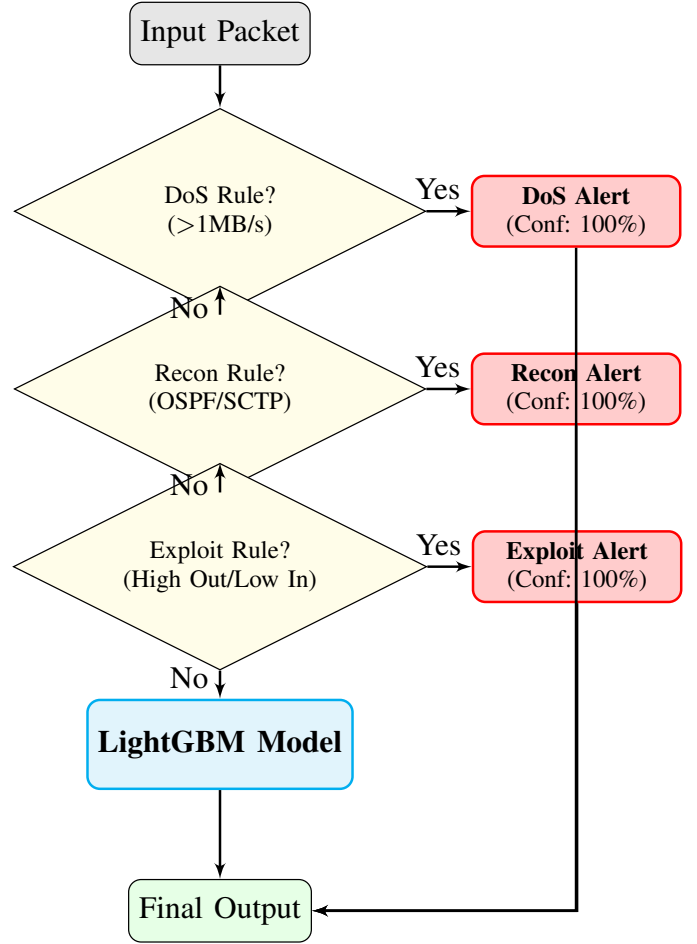 Input Packet
DoS Rule?
(>1MB/s)
Yes
DoS Alert
(Conf: 100%)
No
Recon Rule?
(OSPF/SCTP)
Yes
Recon Alert
(Conf: 100%)
No
Exploit Rule?
(High Out/Low In)
Yes
Exploit Alert
(Conf: 100%)
No
LightGBM Model
Final Output